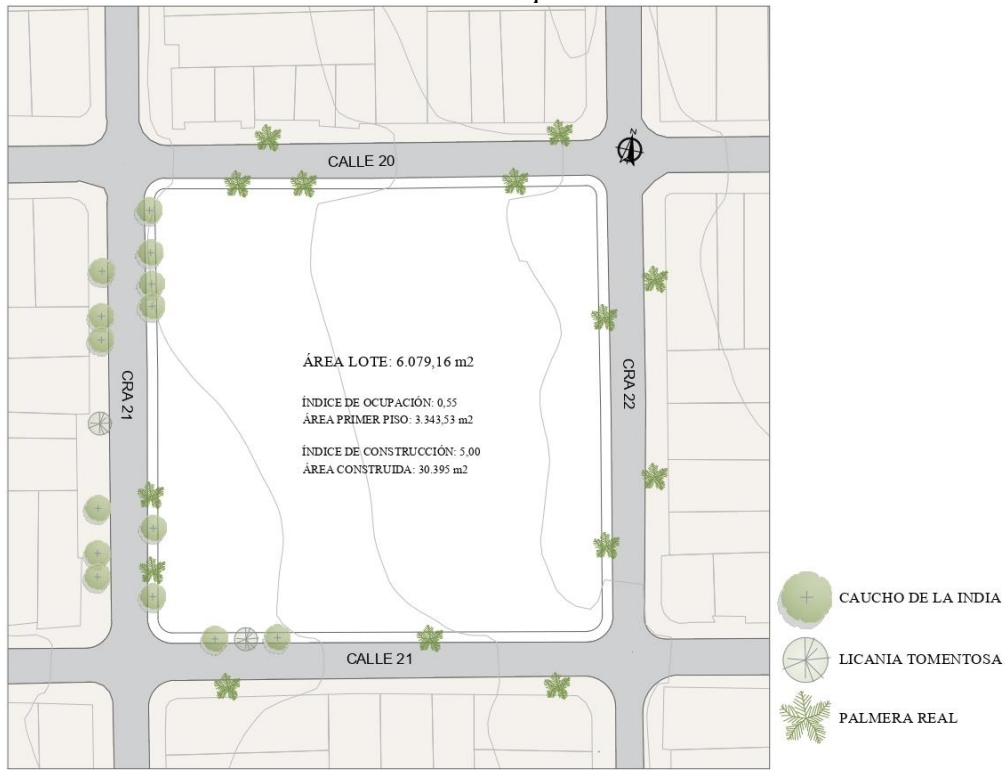 N
CALLE 20
CRA 21
CRA 22
ÁREA LOTE: 6.079,16 m2
ÍNDICE DE OCUPACIÓN: 0,55
ÁREA PRIMER PISO: 3.343,53 m2
ÍNDICE DE CONSTRUCCIÓN: 5,00
ÁREA CONSTRUIDA: 30.395 m2
CALLE 21
CAUCHO DE LA INDIA
LICANIA TOMENTOSA
PALMERA REAL